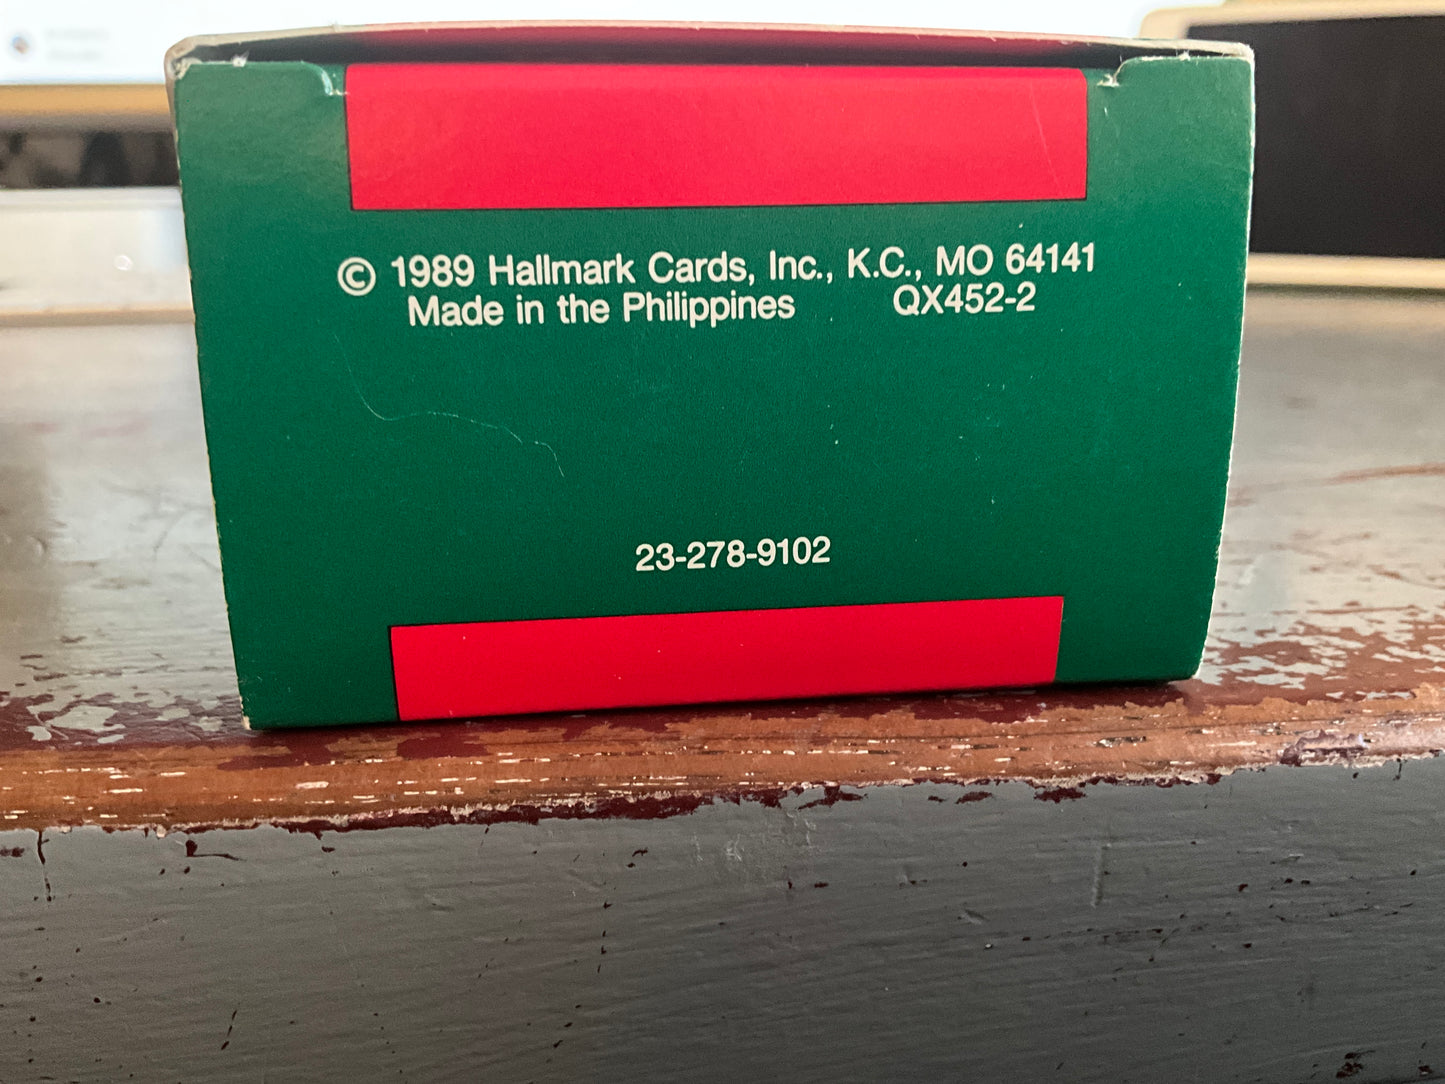 © 1989 Hallmark Cards, Inc., K.C., MO 64141
Made in the Philippines QX452-2
23-278-9102